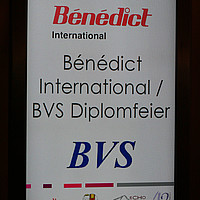 Bénédict
International
Bénédict
International /
BVS Diplomfeier
BVS